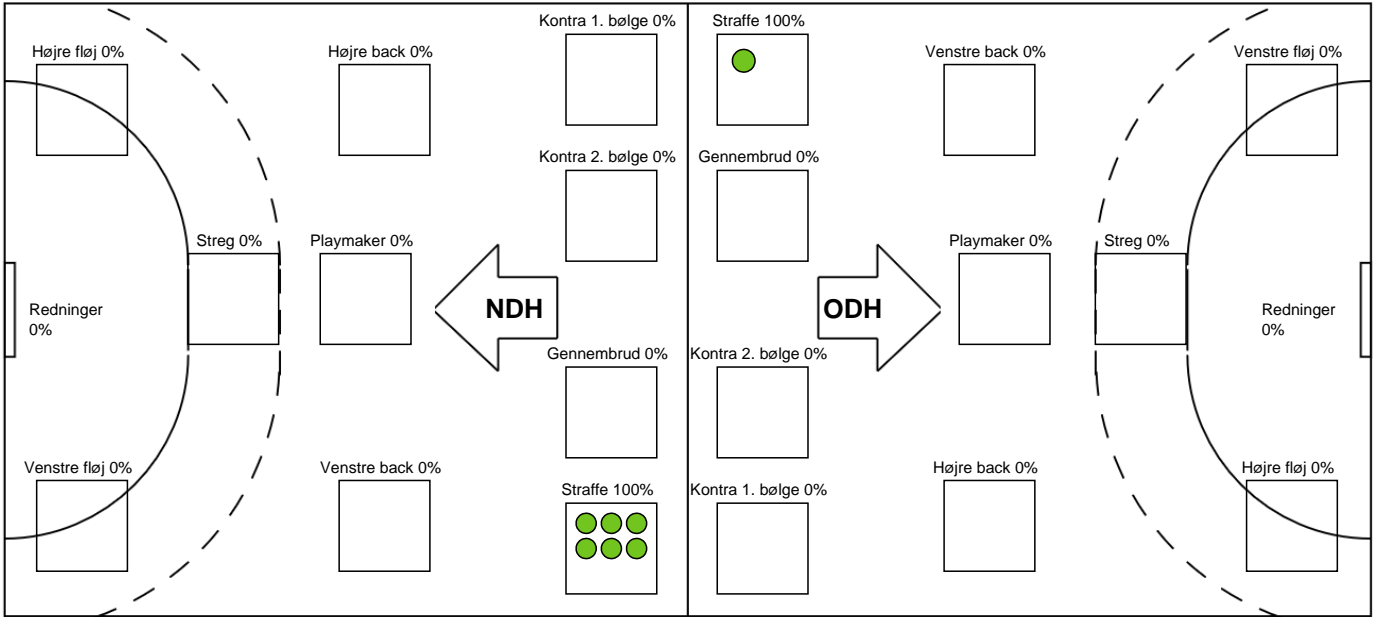 Kontra 1. bølge 0%
Straffe 100%
Højre fløj 0%
Højre back 0%
Venstre back 0%
Venstre fløj 0%
Kontra 2. bølge 0%
Gennembrud 0%
Streg 0%
Playmaker 0%
Playmaker 0%
Streg 0%
Redninger
0%
NDH
ODH
Redninger
0%
Gennembrud 0%
Kontra 2. bølge 0%
Venstre fløj 0%
Venstre back 0%
Højre back 0%
Højre fløj 0%
Straffe 100%
Kontra 1. bølge 0%